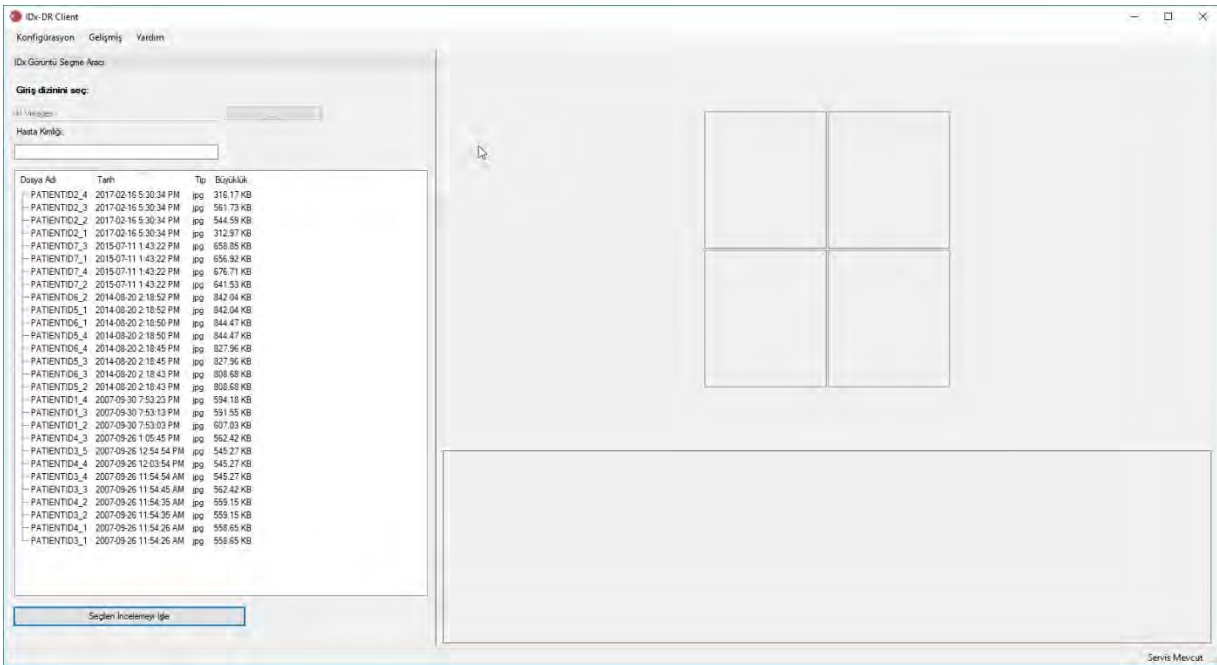 IDx-DR Client
Konfigürasyon Gelişmiş Yardım
IDx Görüntü Seçme Aracı
Giriş dizinini seç:
Hasta Kimliği:
Dosya Adı Tarih Tip Büyüklük
PATIENTID2_4 2017-02-16 5:30:34 PM jpg 316.17 KB
PATIENTID2_3 2017-02-16 5:30:34 PM jpg 561.73 KB
PATIENTID2_2 2017-02-16 5:30:34 PM jpg 544.59 KB
PATIENTID2_1 2017-02-16 5:30:34 PM jpg 312.97 KB
PATIENTID7_3 2015-07-11 1:43:22 PM jpg 658.85 KB
PATIENTID7_1 2015-07-11 1:43:22 PM jpg 656.92 KB
PATIENTID7_4 2015-07-11 1:43:22 PM jpg 676.71 KB
PATIENTID7_2 2015-07-11 1:43:22 PM jpg 641.53 KB
PATIENTID6_2 2014-08-20 2:18:52 PM jpg 842.04 KB
PATIENTID5_1 2014-08-20 2:18:52 PM jpg 842.04 KB
PATIENTID6_1 2014-08-20 2:18:50 PM jpg 844.47 KB
PATIENTID5_4 2014-08-20 2:18:50 PM jpg 844.47 KB
PATIENTID6_4 2014-08-20 2:18:45 PM jpg 827.96 KB
PATIENTID5_3 2014-08-20 2:18:45 PM jpg 827.96 KB
PATIENTID6_3 2014-08-20 2:18:43 PM jpg 808.68 KB
PATIENTID5_2 2014-08-20 2:18:43 PM jpg 808.68 KB
PATIENTID1_4 2007-09-30 7:53:23 PM jpg 594.18 KB
PATIENTID1_3 2007-09-30 7:53:13 PM jpg 591.55 KB
PATIENTID1_2 2007-09-30 7:53:03 PM jpg 607.03 KB
PATIENTID4_3 2007-09-26 1:05:45 PM jpg 562.42 KB
PATIENTID3_5 2007-09-26 12:54:54 PM jpg 545.27 KB
PATIENTID4_4 2007-09-26 12:03:54 PM jpg 545.27 KB
PATIENTID3_4 2007-09-26 11:54:54 AM jpg 545.27 KB
PATIENTID3_3 2007-09-26 11:54:45 AM jpg 562.42 KB
PATIENTID4_2 2007-09-26 11:54:35 AM jpg 559.15 KB
PATIENTID3_2 2007-09-26 11:54:35 AM jpg 559.15 KB
PATIENTID4_1 2007-09-26 11:54:26 AM jpg 558.65 KB
PATIENTID3_1 2007-09-26 11:54:26 AM jpg 558.65 KB
Seçilen İncelemeyi İşle
Servis Mevcut